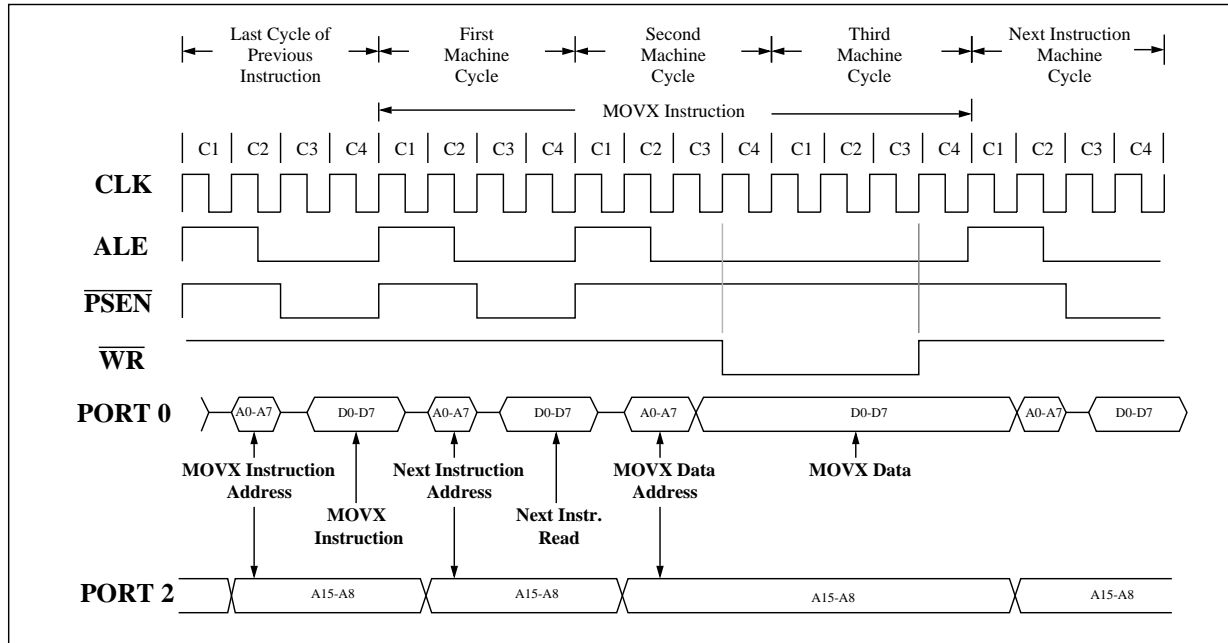 Last Cycle of
Previous
Instruction
First
Machine
Cycle
Second
Machine
Cycle
Third
Machine
Cycle
Next Instruction
Machine
Cycle
MOVX Instruction
C1 C2 C3 C4 C1 C2 C3 C4 C1 C2 C3 C4 C1 C2 C3 C4 C1 C2 C3 C4
CLK
ALE
PSEN
WR
PORT 0
A0-A7 D0-D7 A0-A7 D0-D7 A0-A7 D0-D7 A0-A7 D0-D7
MOVX Instruction
Address
MOVX
Instruction
Next Instruction
Address
Next Instr.
Read
MOVX Data
Address
MOVX Data
PORT 2
A15-A8 A15-A8 A15-A8 A15-A8